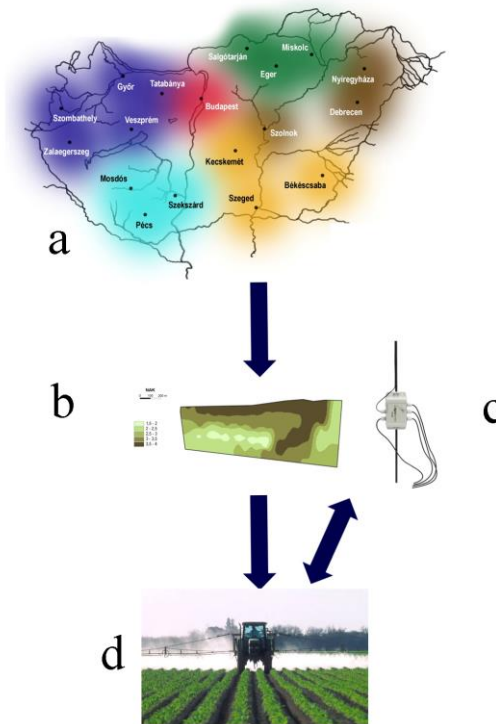 Salgótarján
Miskolc
Eger
Nyíregyháza
Győr
Tatabánya
Budapest
Debrecen
Szombathely
Veszprém
Szolnok
Zalaegerszeg
Kecskemét
Mosdós
Békéscsaba
Szekszárd
Szeged
Pécs
a
b
c
d